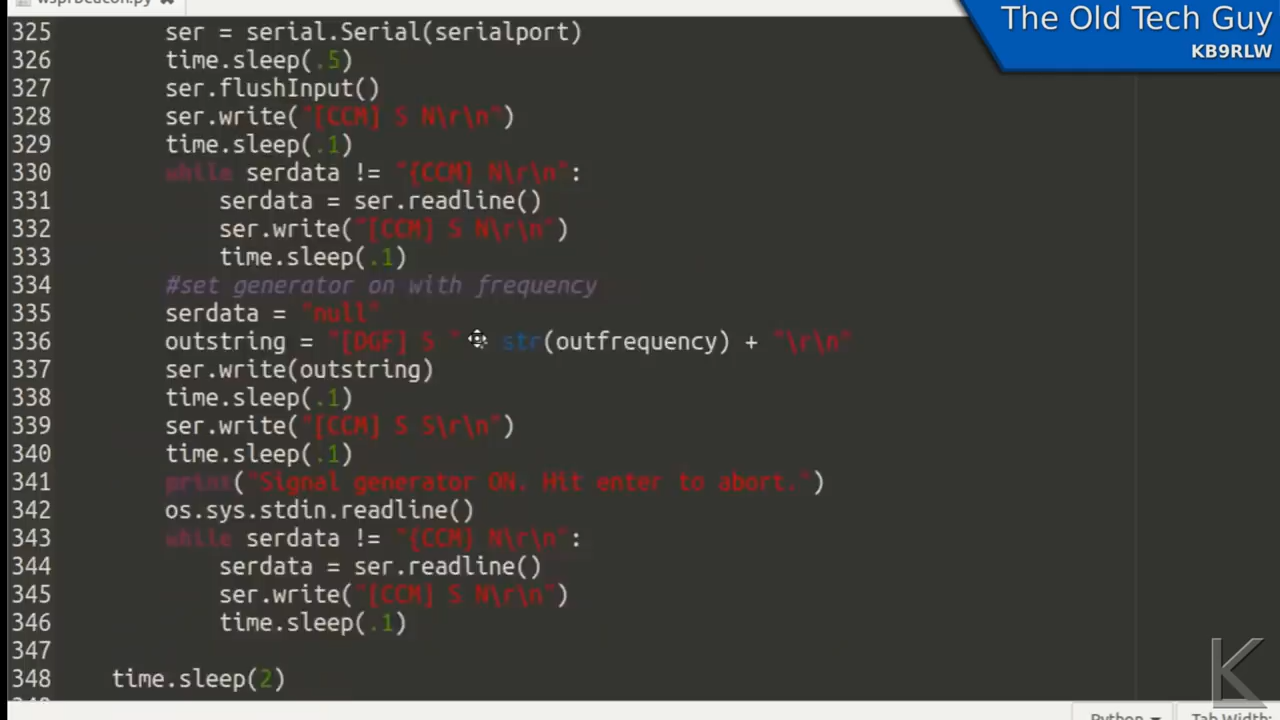 wsprbeacon.py
The Old Tech Guy
KB9RLW
325 ser = serial.Serial(serialport)
326 time.sleep(.5)
327 ser.flushInput()
328 ser.write("[CCM] S N\r\n")
329 time.sleep(.1)
330 while serdata != "{CCM} N\r\n":
331 serdata = ser.readline()
332 ser.write("[CCM] S N\r\n")
333 time.sleep(.1)
334 #set generator on with frequency
335 serdata = "null"
336 outstring = "[DGF] S " str(outfrequency) + "\r\n"
337 ser.write(outstring)
338 time.sleep(.1)
339 ser.write("[CCM] S S\r\n")
340 time.sleep(.1)
341 print("Signal generator ON. Hit enter to abort.")
342 os.sys.stdin.readline()
343 while serdata != "{CCM} N\r\n":
344 serdata = ser.readline()
345 ser.write("[CCM] S N\r\n")
346 time.sleep(.1)
347
348 time.sleep(2)
K
Python
Tab Width: